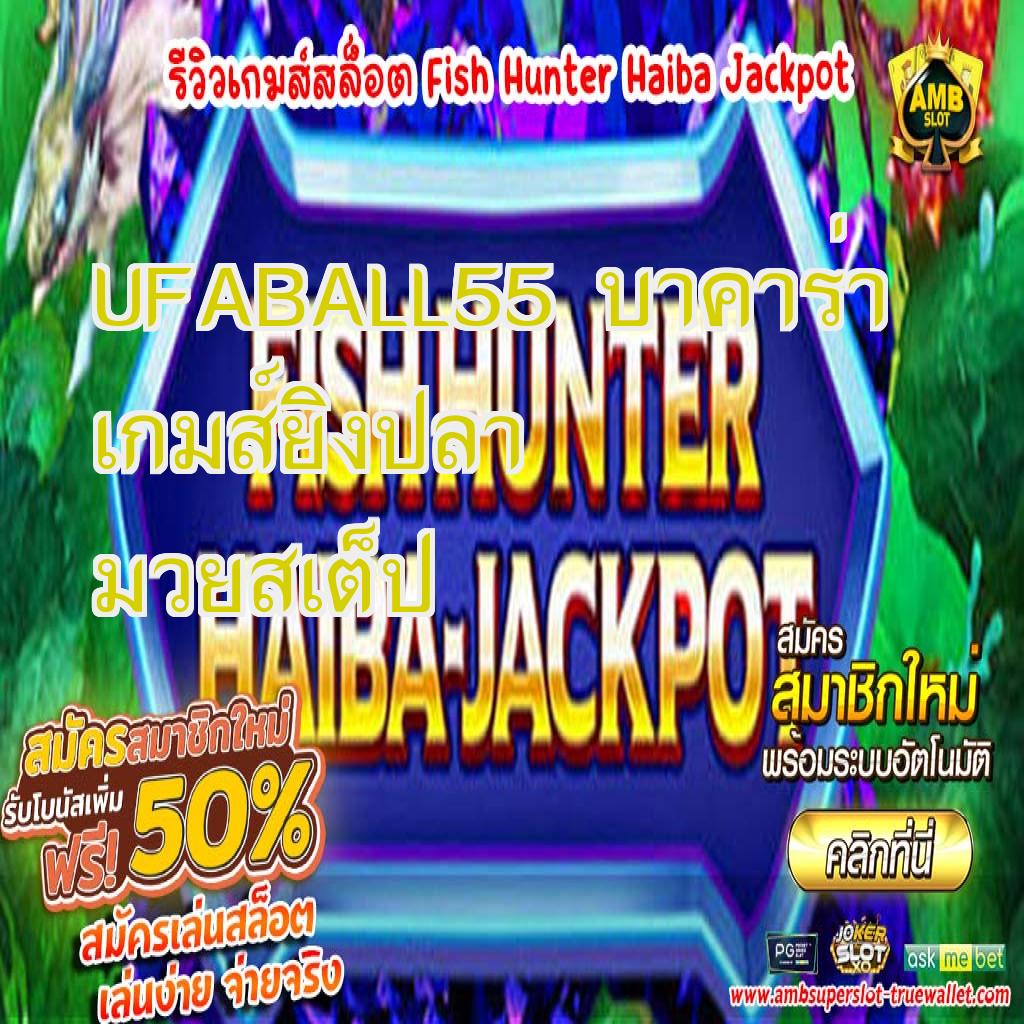 รีวิวเกมส์สล็อต Fish Hunter Haiba Jackpot
AMB
SLOT
UFABALL55 บาคาร่า
เกมส์ยิงปลา
มวยสเต็ป
FISH HUNTER
HAIBA-JACKPOT
สมัคร
สมาชิกใหม่
พร้อมระบบอัตโนมัติ
คลิกที่นี่
สมัครสมาชิกใหม่
รับโบนัสเพิ่ม
ฟรี! 50%
สมัครเล่นสล็อต
เล่นง่าย จ่ายจริง
PG
JOKER
SLOT
XO
ask me bet
www.ambsuperslot-truewallet.com